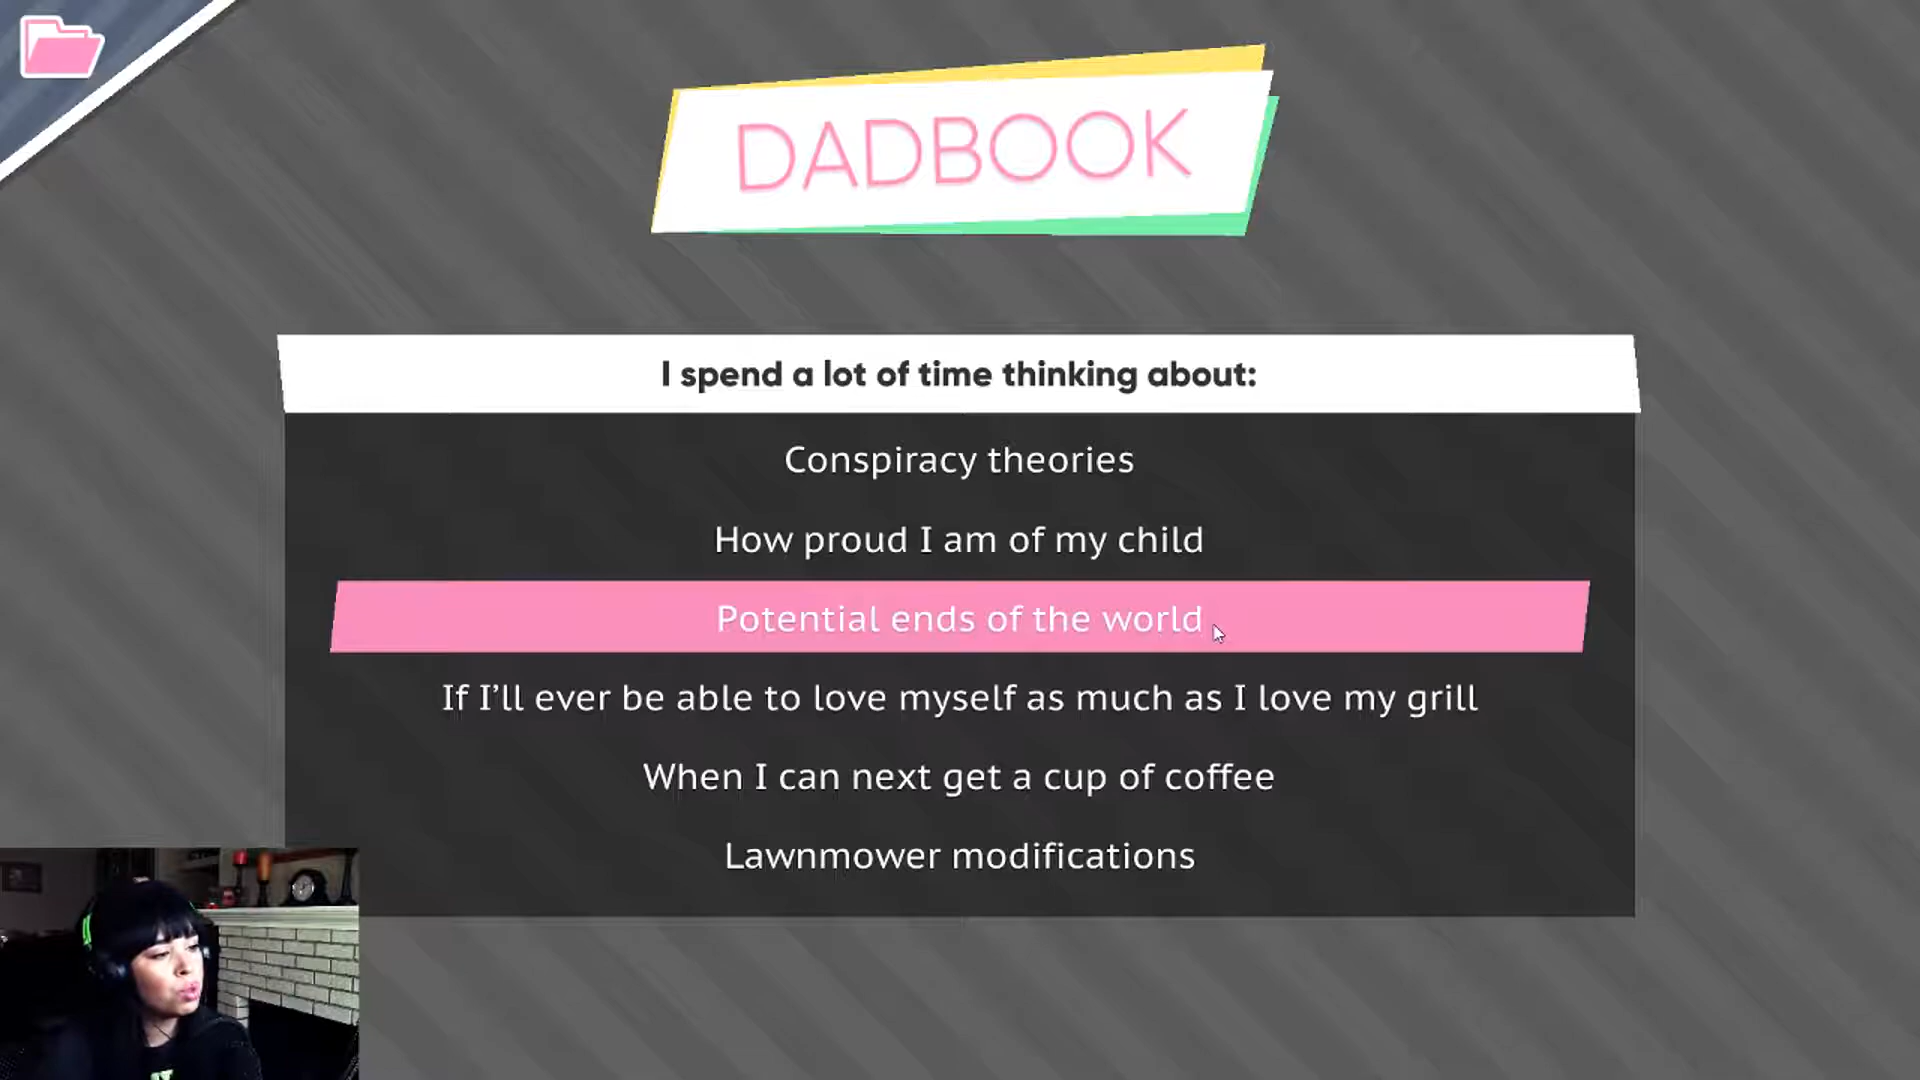 DADBOOK
I spend a lot of time thinking about:
Conspiracy theories
How proud I am of my child
Potential ends of the world
If I’ll ever be able to love myself as much as I love my grill
When I can next get a cup of coffee
Lawnmower modifications